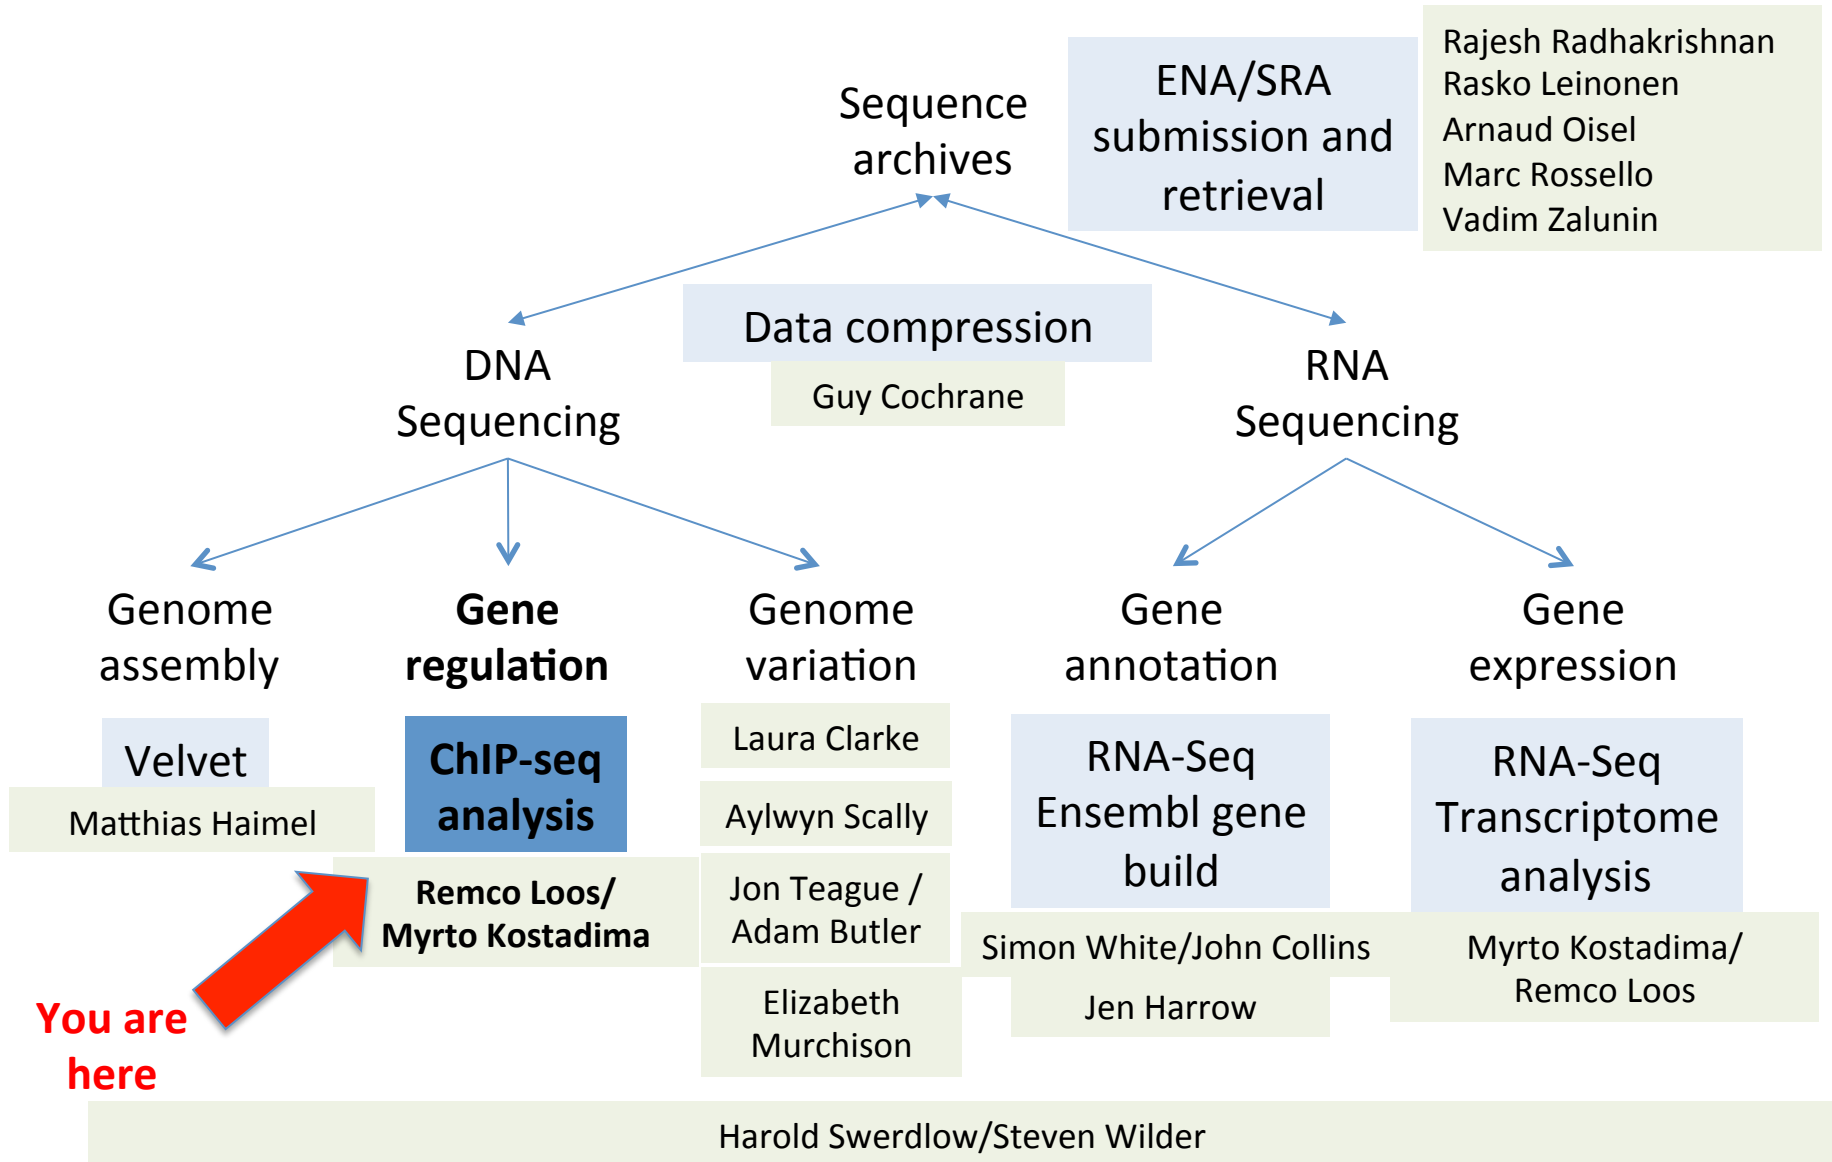 Sequence
archives
ENA/SRA
submission and
retrieval
Rajesh Radhakrishnan
Rasko Leinonen
Arnaud Oisel
Marc Rossello
Vadim Zalunin
Data compression
Guy Cochrane
DNA
Sequencing
RNA
Sequencing
Genome
assembly
Gene
regulation
Genome
variation
Gene
annotation
Gene
expression
Velvet
Matthias Haimel
ChIP-seq
analysis
Remco Loos/
Myrto Kostadima
Laura Clarke
Aylwyn Scally
Jon Teague /
Adam Butler
Elizabeth
Murchison
RNA-Seq
Ensembl gene
build
Simon White/John Collins
Jen Harrow
RNA-Seq
Transcriptome
analysis
Myrto Kostadima/
Remco Loos
You are
here
Harold Swerdlow/Steven Wilder